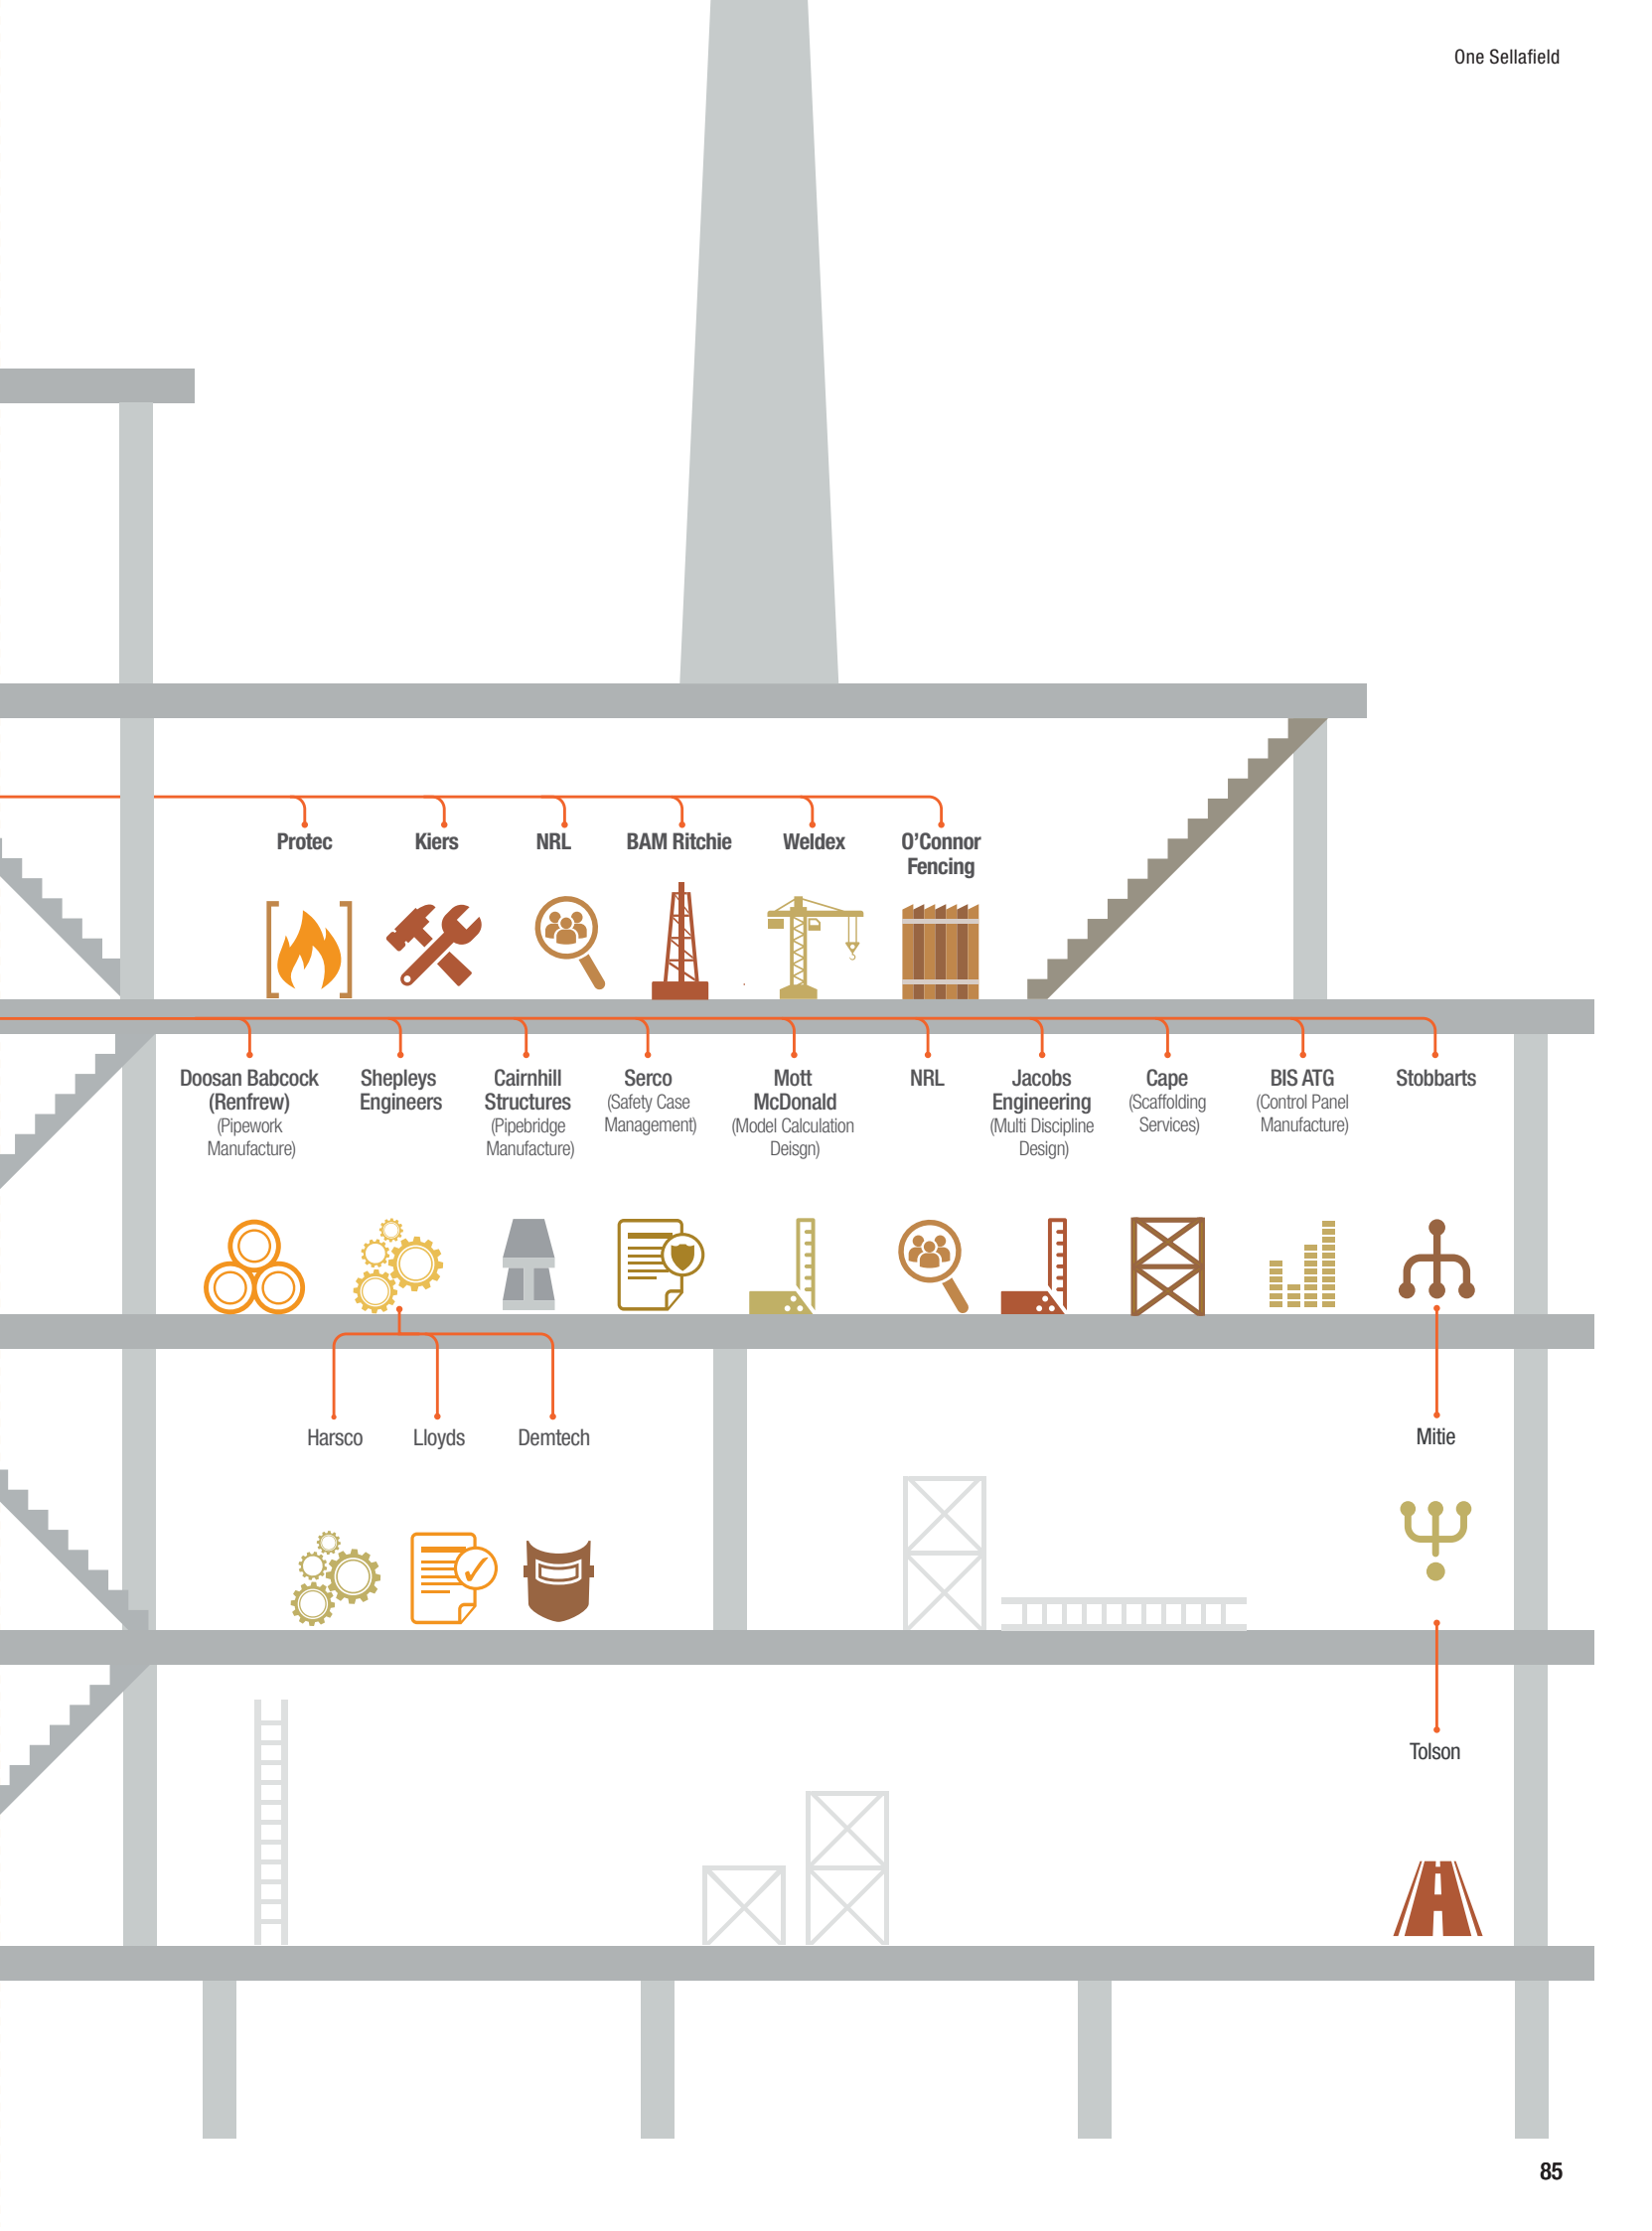 One Sellafield
Protec
Kiers
NRL
BAM Ritchie
Weldex
O’Connor
Fencing
Doosan Babcock
(Renfrew)
(Pipework
Manufacture)
Shepleys
Engineers
Cairnhill
Structures
(Pipebridge
Manufacture)
Serco
(Safety Case
Management)
Mott
McDonald
(Model Calculation
Deisgn)
NRL
Jacobs
Engineering
(Multi Discipline
Design)
Cape
(Scaffolding
Services)
BIS ATG
(Control Panel
Manufacture)
Stobbarts
Harsco
Lloyds
Demtech
Mitie
Tolson
85